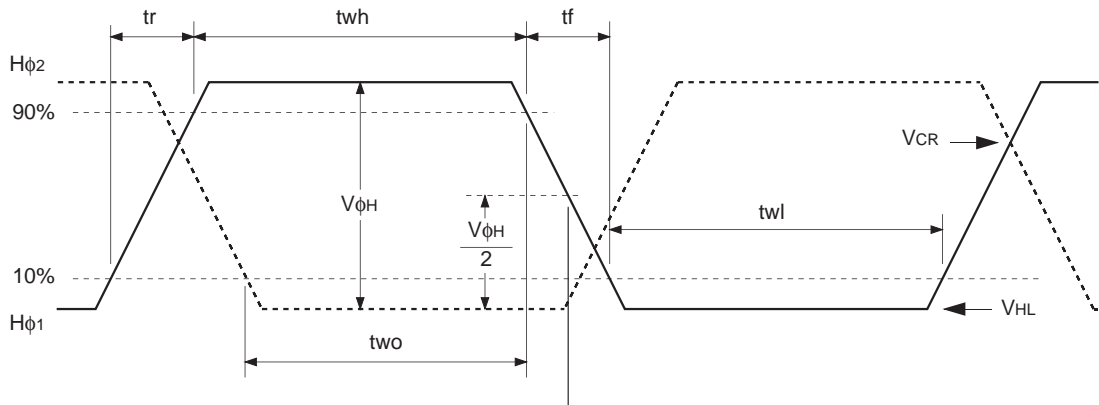 tr twh tf
Hϕ2
90%
VCR
VϕH
VϕH
2
twl
10%
VHL
Hϕ1
two